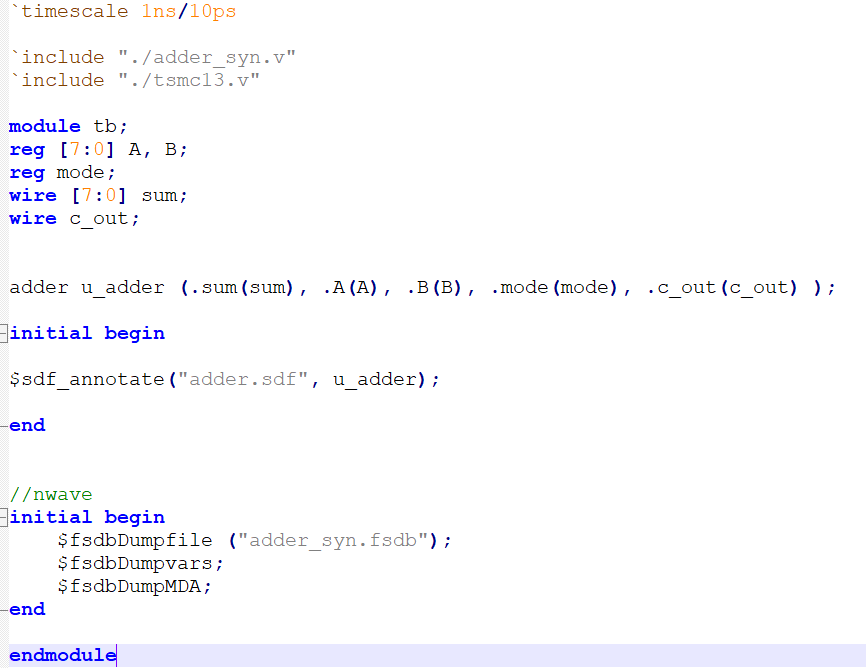 `timescale 1ns/10ps
`include "./adder_syn.v"
`include "./tsmc13.v"
module tb;
reg [7:0] A, B;
reg mode;
wire [7:0] sum;
wire c_out;
adder u_adder (.sum(sum), .A(A), .B(B), .mode(mode), .c_out(c_out) );
initial begin
$sdf_annotate("adder.sdf", u_adder);
end
//nwave
initial begin
    $fsdbDumpfile ("adder_syn.fsdb");
    $fsdbDumpvars;
    $fsdbDumpMDA;
end
endmodule